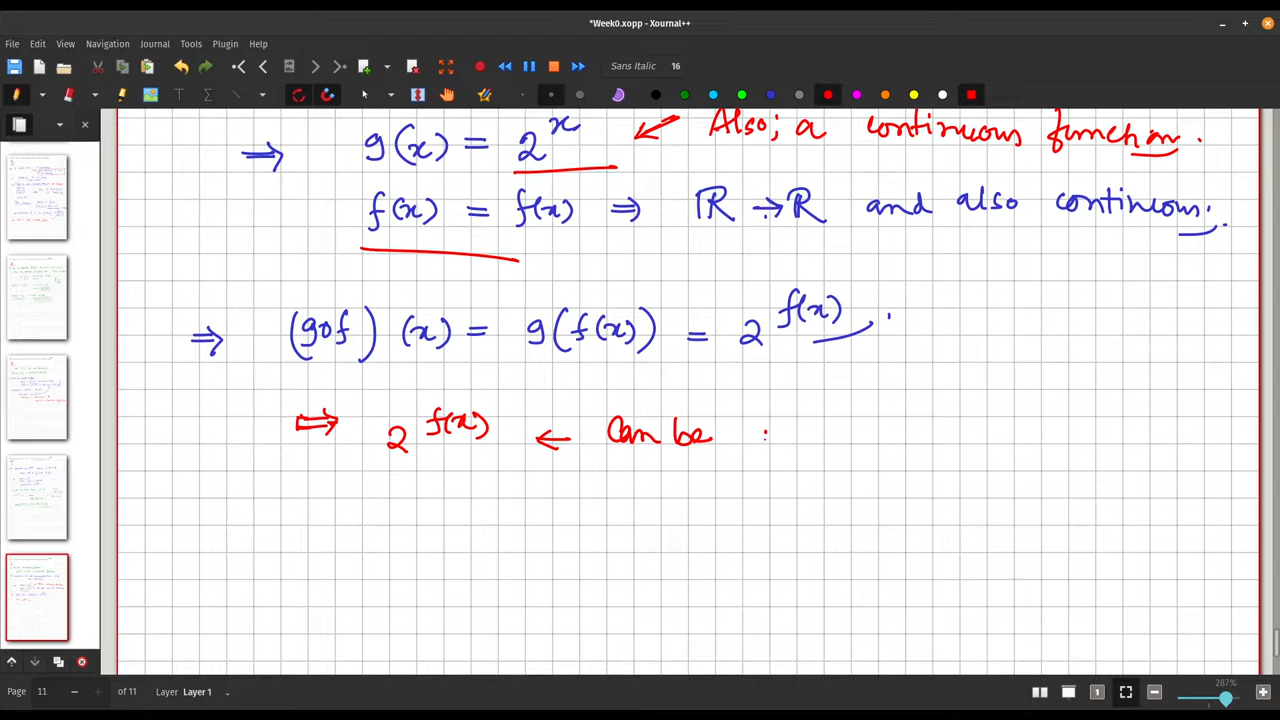 *Week0.xopp - Xournal++
File Edit View Navigation Journal Tools Plugin Help
Sans Italic 16
⇒ g(x) = 2^x ← Also; a continuous function.
f(x) = f(x) ⇒ ℝ → ℝ and also continuous.
⇒ (gof) (x) = g(f(x)) = 2^f(x).
⇒ 2^f(x) ← Can be
Page 11 of 11 Layer Layer 1 287%